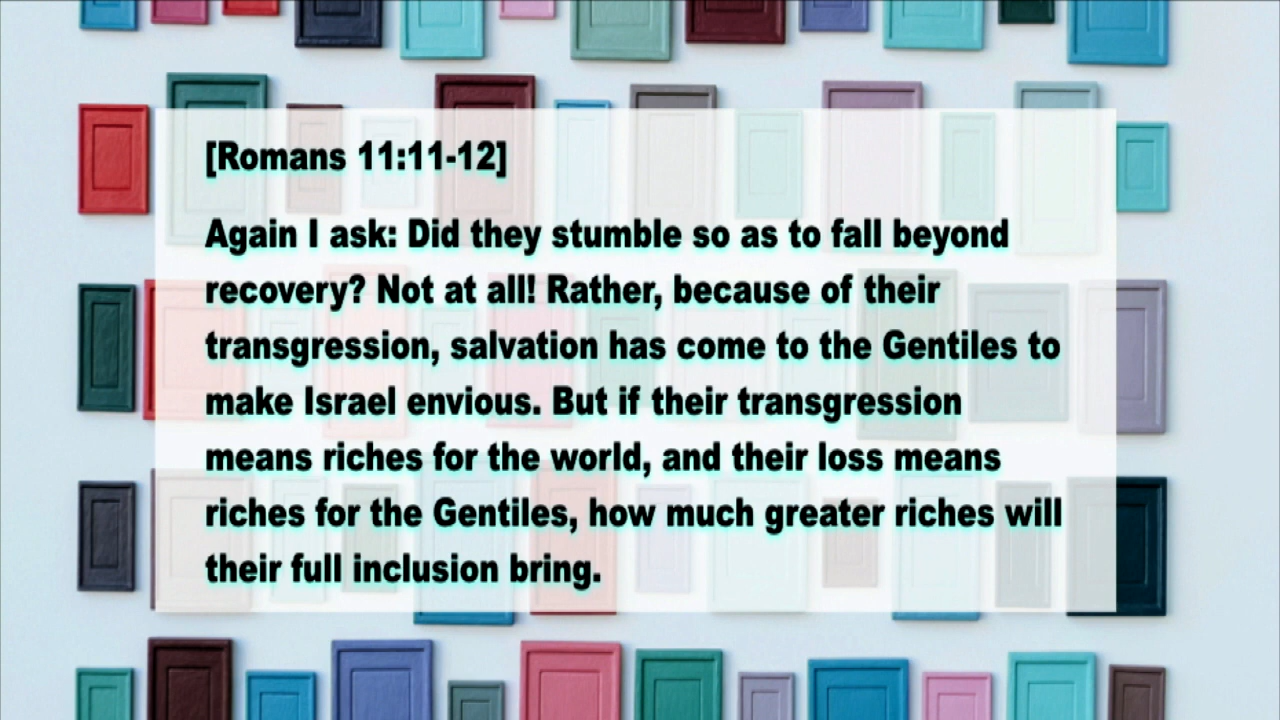 [Romans 11:11-12]
Again I ask: Did they stumble so as to fall beyond
recovery? Not at all! Rather, because of their
transgression, salvation has come to the Gentiles to
make Israel envious. But if their transgression
means riches for the world, and their loss means
riches for the Gentiles, how much greater riches will
their full inclusion bring.